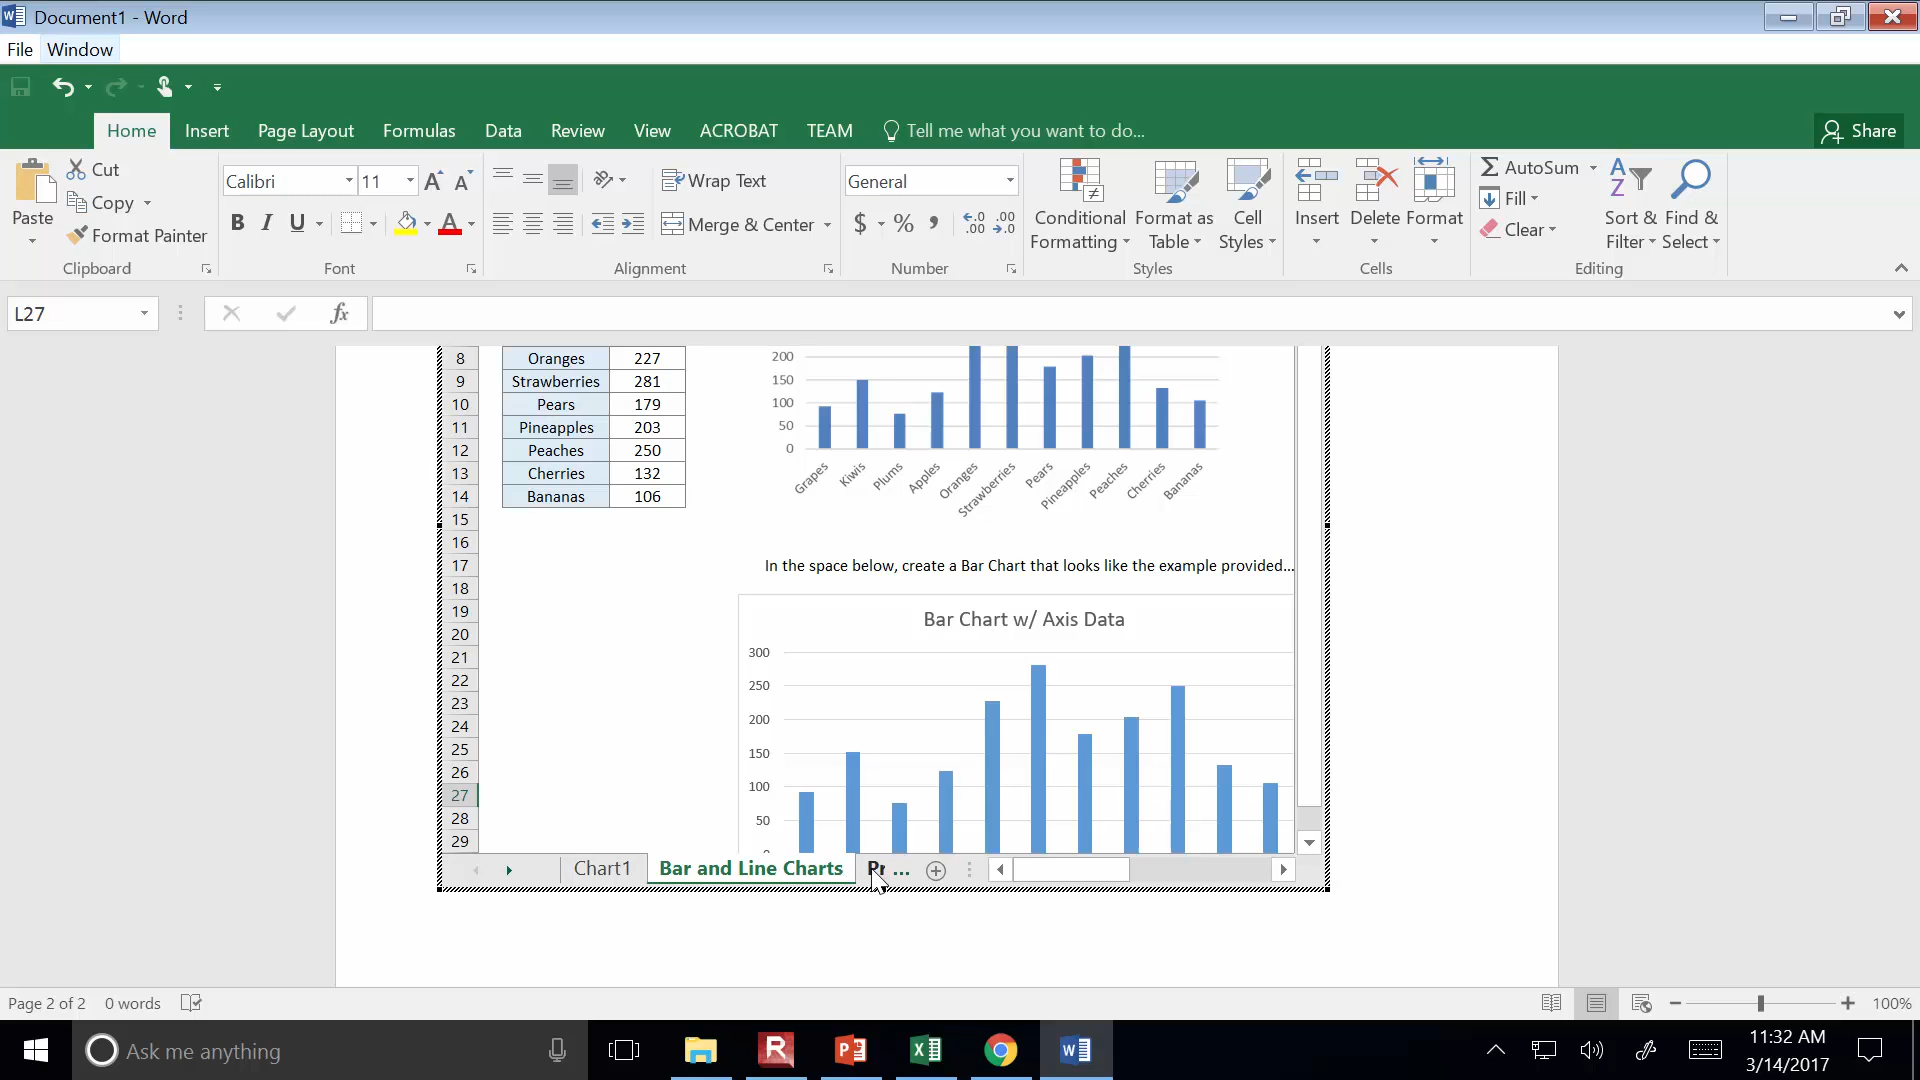 Document1 - Word
File Window
Home Insert Page Layout Formulas Data Review View ACROBAT TEAM Tell me what you want to do... Share
Paste
Cut
Copy
Format Painter
Clipboard
Calibri 11
B I U A
Font
Wrap Text
Merge & Center
Alignment
General
$ % ,
Number
Conditional Formatting
Format as Table
Cell Styles
Styles
Insert Delete Format
Cells
AutoSum
Fill
Clear
Sort & Filter
Find & Select
Editing
L27 fx
8 Oranges 227
9 Strawberries 281
10 Pears 179
11 Pineapples 203
12 Peaches 250
13 Cherries 132
14 Bananas 106
15
16
17
18
19
20
21
22
23
24
25
26
27
28
29
200
150
100
50
0
Grapes Kiwis Plums Apples Oranges Strawberries Pears Pineapples Peaches Cherries Bananas
In the space below, create a Bar Chart that looks like the example provided...
Bar Chart w/ Axis Data
300
250
200
150
100
50
Chart1 Bar and Line Charts Pr ...
Page 2 of 2 0 words 100%
Ask me anything
11:32 AM
3/14/2017